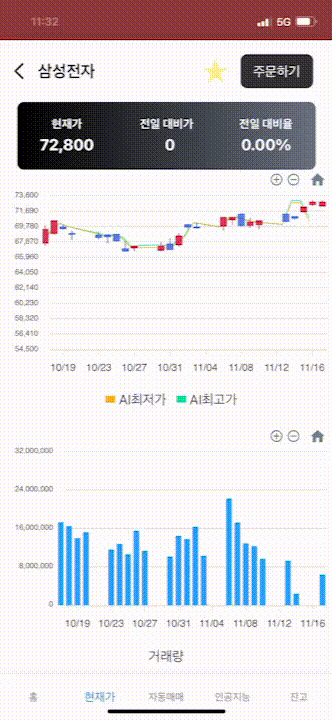 11:32
5G
삼성전자
주문하기
현재가 전일 대비가 전일 대비율
72,800 0 0.00%
73,600
71,690
69,780
67,870
65,960
64,050
62,140
60,230
58,320
56,410
54,500
10/19 10/23 10/27 10/31 11/04 11/08 11/12 11/16
AI최저가 AI최고가
32,000,000
24,000,000
16,000,000
8,000,000
0
10/19 10/23 10/27 10/31 11/04 11/08 11/12 11/16
거래량
홈 현재가 자동매매 인공지능 잔고